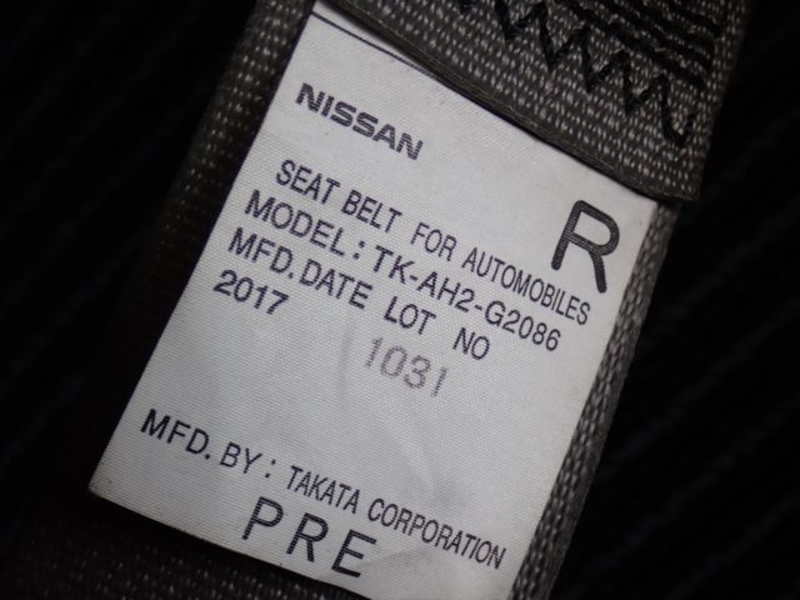 NISSAN
R
SEAT BELT FOR AUTOMOBILES
MODEL: TK-AH2-G2086
MFD. DATE LOT NO
2017 1031
MFD. BY: TAKATA CORPORATION
PRE